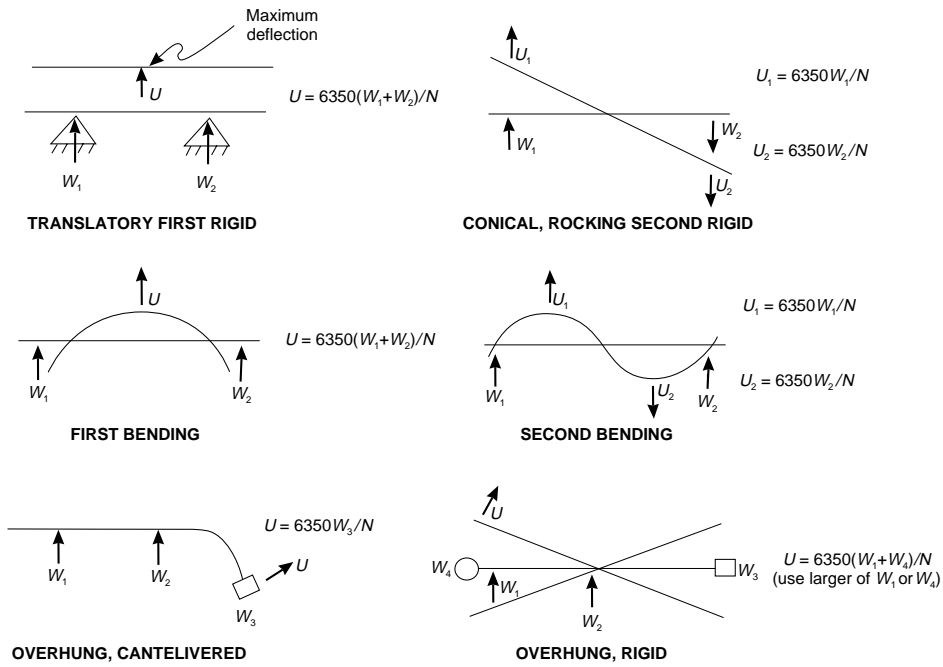 Maximum
deflection
U
U = 6350(W₁+W₂)/N
W₁
W₂
TRANSLATORY FIRST RIGID
U₁
U₁ = 6350W₁/N
W₁
W₂
U₂ = 6350W₂/N
U₂
CONICAL, ROCKING SECOND RIGID
U
U = 6350(W₁+W₂)/N
W₁
W₂
FIRST BENDING
U₁
U₁ = 6350W₁/N
W₁
U₂
W₂
U₂ = 6350W₂/N
SECOND BENDING
U = 6350W₃/N
W₁
W₂
U
W₃
OVERHUNG, CANTELIVERED
U
W₄
W₁
W₂
W₃
U = 6350(W₁+W₄)/N
(use larger of W₁ or W₄)
OVERHUNG, RIGID